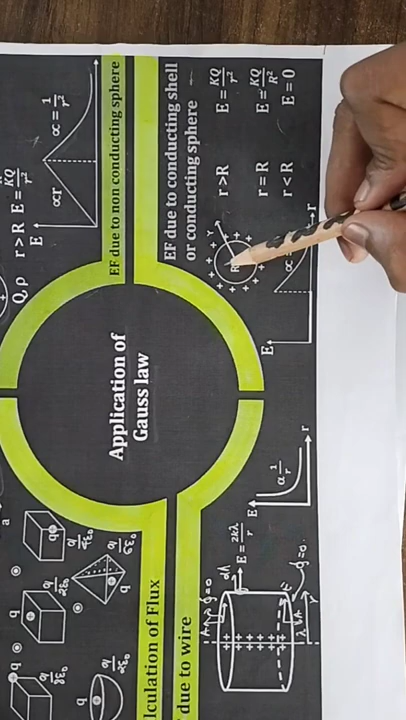 Application of
Gauss law
EF due to non conducting sphere
Q ρ
r > R E = KQ/r²
E
∝r
∝ = 1/r²
EF due to conducting shell
or conducting sphere
r > R E = KQ/r²
r = R E = KQ/R²
r < R E = 0
R
r
E
∝
r
lculation of Flux
q
q/8ε₀
q
q/2ε₀
q/4ε₀
q/2ε₀
q
q/6ε₀
a
due to wire
dA
E = 2kλ/r
E
α 1/r
r